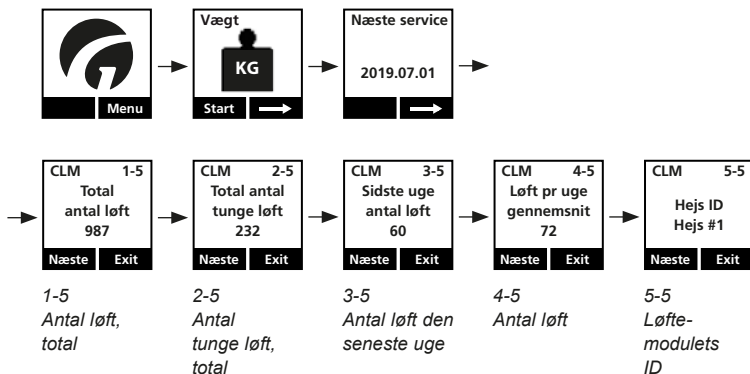 Menu
Vægt
KG
Start
Næste service
2019.07.01
CLM 1-5
Total
antal løft
987
Næste Exit
CLM 2-5
Total antal
tunge løft
232
Næste Exit
CLM 3-5
Sidste uge
antal løft
60
Næste Exit
CLM 4-5
Løft pr uge
gennemsnit
72
Næste Exit
CLM 5-5
Hejs ID
Hejs #1
Næste Exit
1-5
Antal løft,
total
2-5
Antal
tunge løft,
total
3-5
Antal løft den
seneste uge
4-5
Antal løft
5-5
Løfte-
modulets
ID